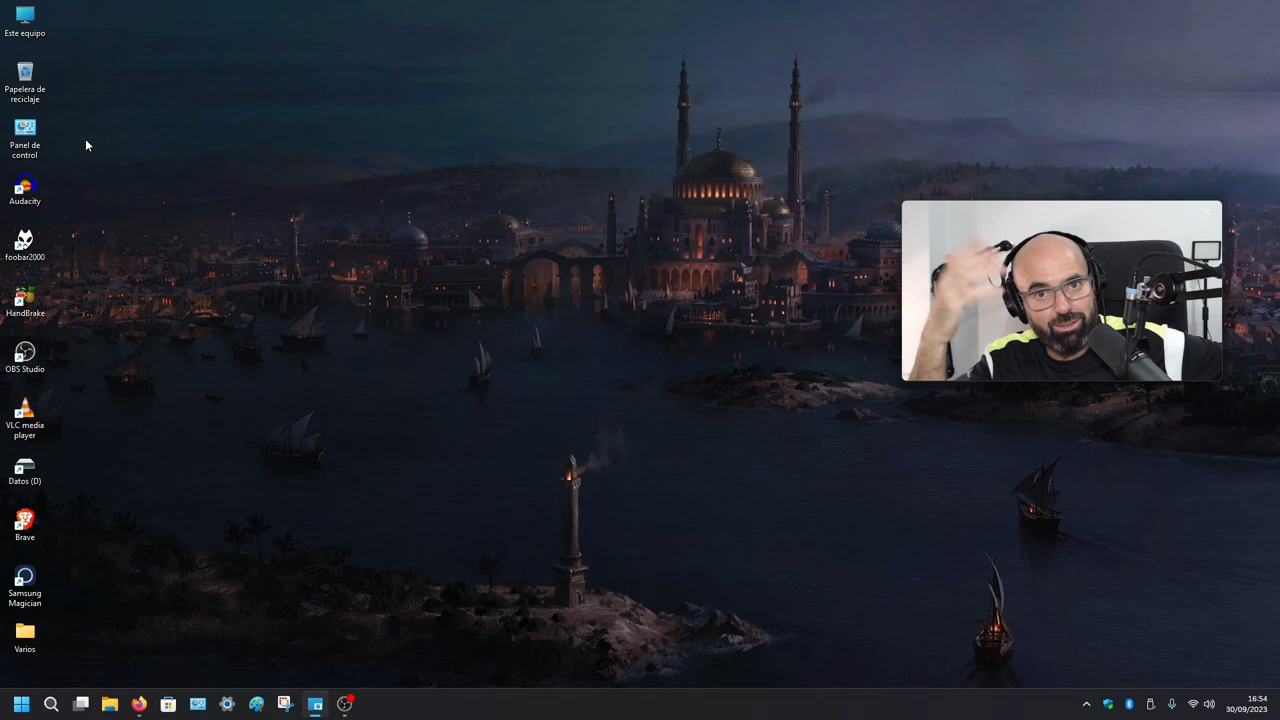 Este equipo
Papelera de
reciclaje
Panel de
control
Audacity
foobar2000
HandBrake
OBS Studio
VLC media
player
Datos (D)
Brave
Samsung
Magician
Varios
16:54
30/09/2023